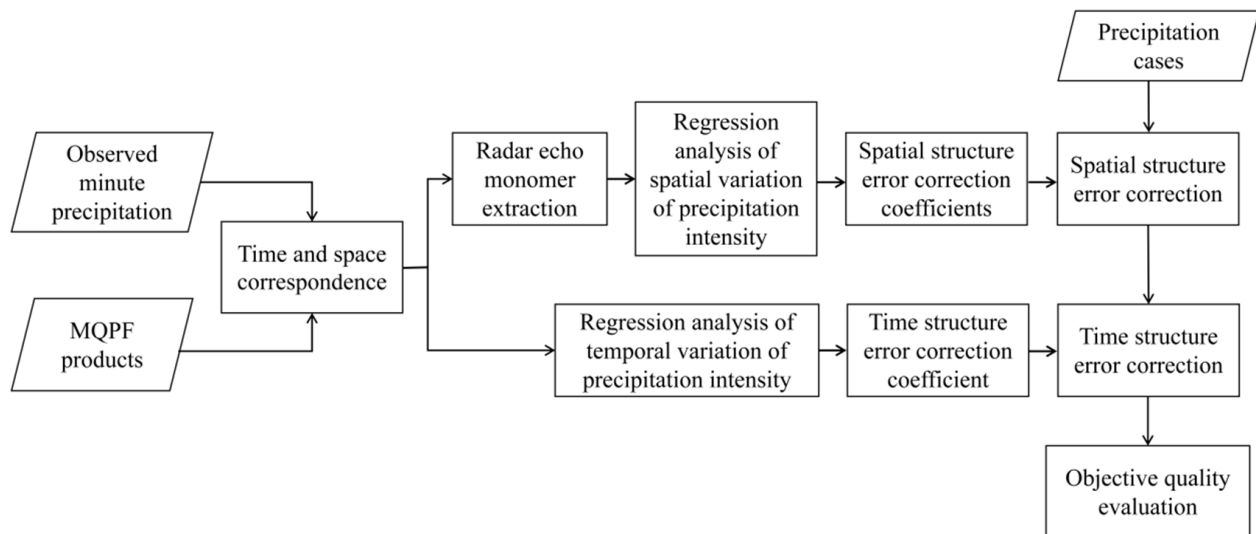 Precipitation
cases
Observed
minute
precipitation
MQPF
products
Time and space
correspondence
Radar echo
monomer
extraction
Regression
analysis of
spatial variation
of precipitation
intensity
Spatial structure
error correction
coefficients
Spatial structure
error correction
Regression analysis of
temporal variation of
precipitation intensity
Time structure
error correction
coefficient
Time structure
error correction
Objective quality
evaluation